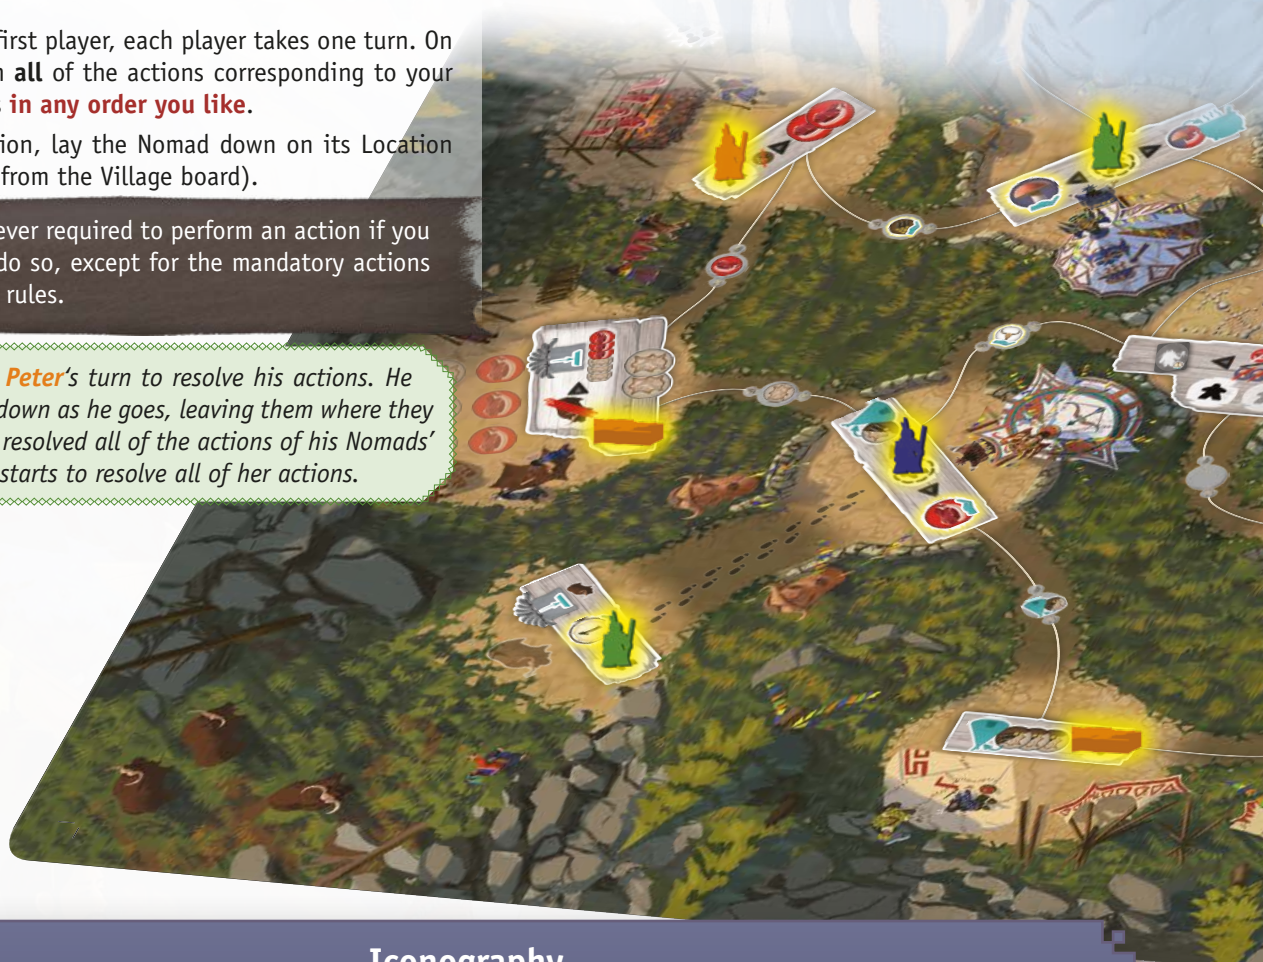 first player, each player takes one turn. On
all of the actions corresponding to your
in any order you like.
ion, lay the Nomad down on its Location
from the Village board).
ever required to perform an action if you
do so, except for the mandatory actions
rules.
Peter‘s turn to resolve his actions. He
down as he goes, leaving them where they
resolved all of the actions of his Nomads’
starts to resolve all of her actions.
Iconography